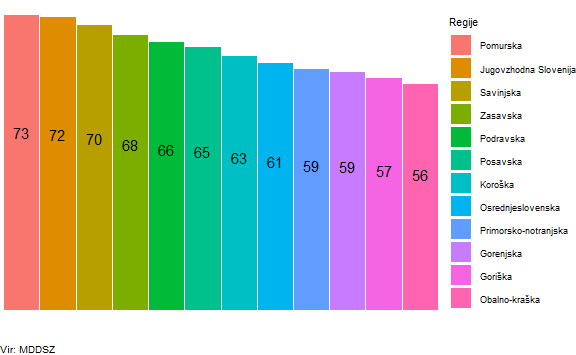 Regije
Pomurska
Jugovzhodna Slovenija
Savinjska
Zasavska
Podravska
Posavska
Koroška
Osrednjeslovenska
Primorsko-notranjska
Gorenjska
Goriška
Obalno-kraška
73
72
70
68
66
65
63
61
59
59
57
56
Vir: MDDSZ